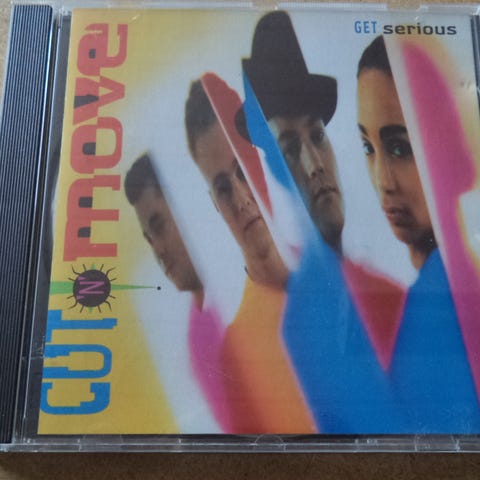 GET serious
CUT 'N' move